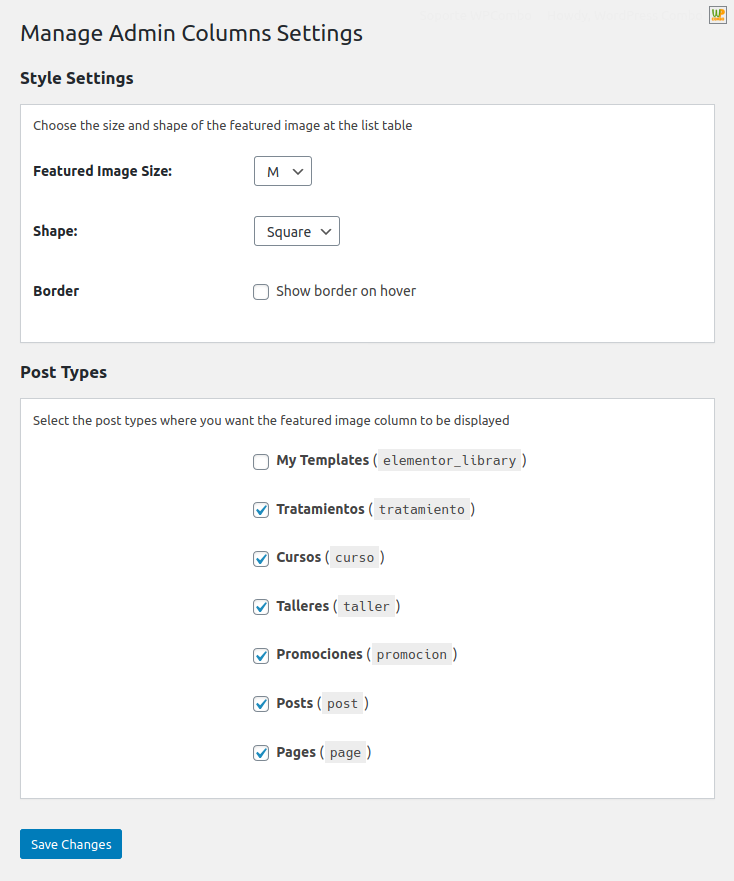 WP
Manage Admin Columns Settings
Style Settings
Choose the size and shape of the featured image at the list table
Featured Image Size: M
Shape: Square
Border Show border on hover
Post Types
Select the post types where you want the featured image column to be displayed
My Templates ( elementor_library )
Tratamientos ( tratamiento )
Cursos ( curso )
Talleres ( taller )
Promociones ( promocion )
Posts ( post )
Pages ( page )
Save Changes